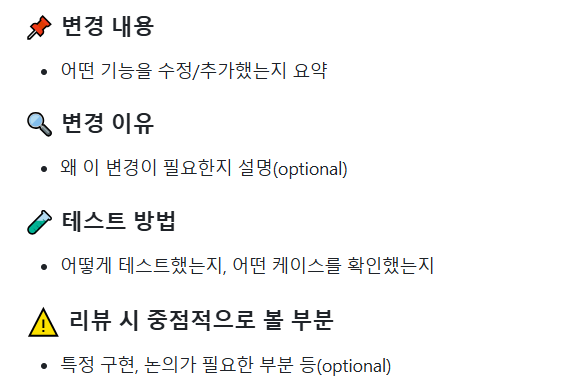 변경 내용
어떤 기능을 수정/추가했는지 요약
변경 이유
왜 이 변경이 필요한지 설명(optional)
테스트 방법
어떻게 테스트했는지, 어떤 케이스를 확인했는지
리뷰 시 중점적으로 볼 부분
특정 구현, 논의가 필요한 부분 등(optional)